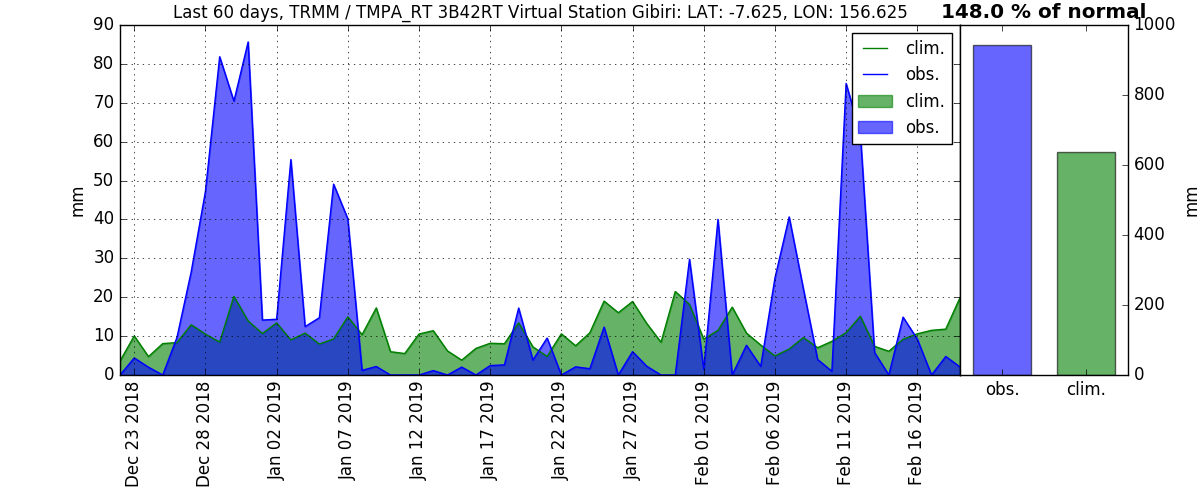 Last 60 days, TRMM / TMPA_RT 3B42RT Virtual Station Gibiri: LAT: -7.625, LON: 156.625
148.0 % of normal
90
80
70
60
50
40
30
20
10
0
mm
clim.
obs.
clim.
obs.
Dec 23 2018
Dec 28 2018
Jan 02 2019
Jan 07 2019
Jan 12 2019
Jan 17 2019
Jan 22 2019
Jan 27 2019
Feb 01 2019
Feb 06 2019
Feb 11 2019
Feb 16 2019
1000
800
600
400
200
0
mm
obs.
clim.